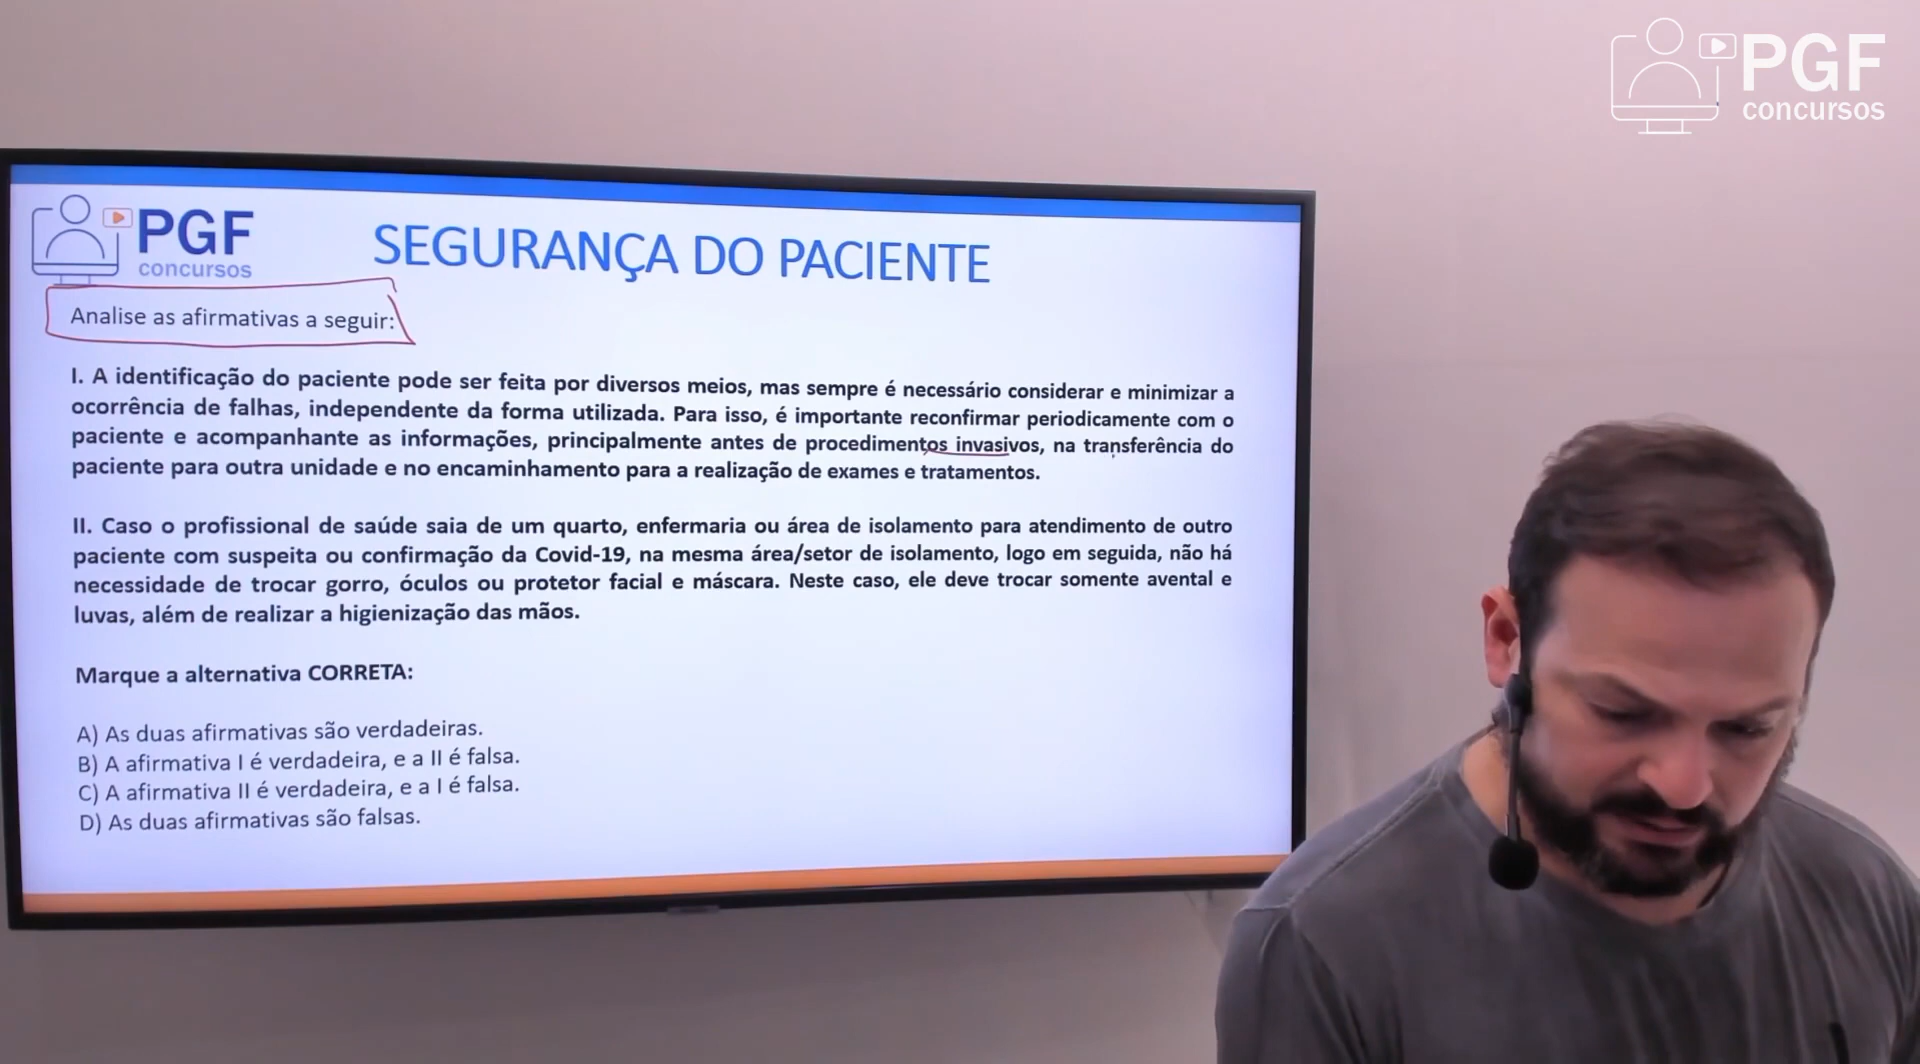 PGF
concursos
PGF
concursos
SEGURANÇA DO PACIENTE
Analise as afirmativas a seguir:
I. A identificação do paciente pode ser feita por diversos meios, mas sempre é necessário considerar e minimizar a
ocorrência de falhas, independente da forma utilizada. Para isso, é importante reconfirmar periodicamente com o
paciente e acompanhante as informações, principalmente antes de procedimentos invasivos, na transferência do
paciente para outra unidade e no encaminhamento para a realização de exames e tratamentos.
II. Caso o profissional de saúde saia de um quarto, enfermaria ou área de isolamento para atendimento de outro
paciente com suspeita ou confirmação da Covid-19, na mesma área/setor de isolamento, logo em seguida, não há
necessidade de trocar gorro, óculos ou protetor facial e máscara. Neste caso, ele deve trocar somente avental e
luvas, além de realizar a higienização das mãos.
Marque a alternativa CORRETA:
A) As duas afirmativas são verdadeiras.
B) A afirmativa I é verdadeira, e a II é falsa.
C) A afirmativa II é verdadeira, e a I é falsa.
D) As duas afirmativas são falsas.